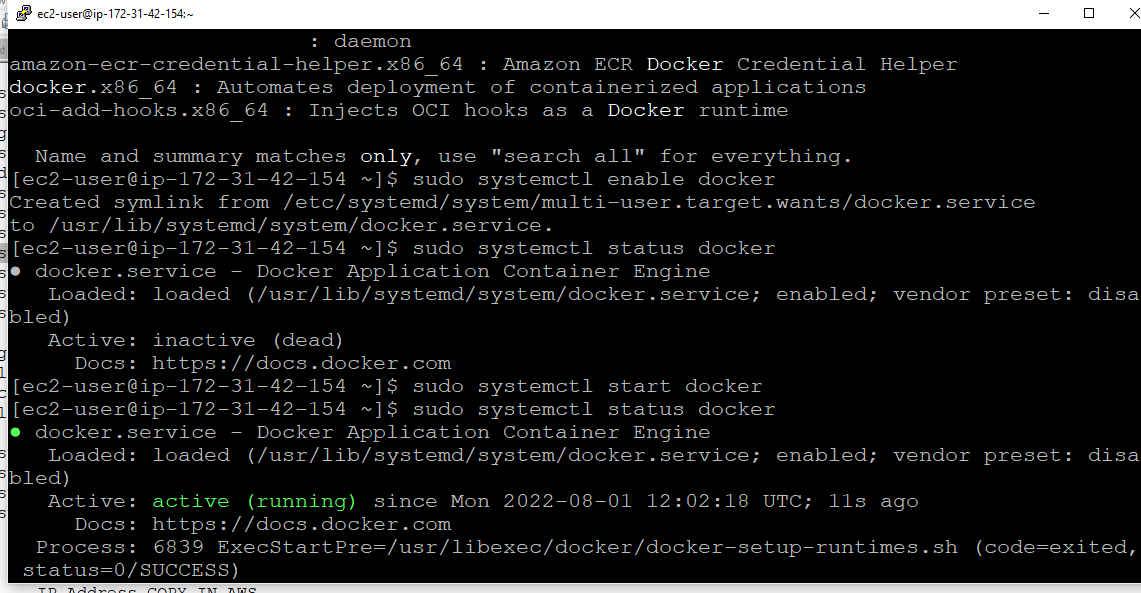 ec2-user@ip-172-31-42-154:~
: daemon
amazon-ecr-credential-helper.x86_64 : Amazon ECR Docker Credential Helper
docker.x86_64 : Automates deployment of containerized applications
oci-add-hooks.x86_64 : Injects OCI hooks as a Docker runtime
Name and summary matches only, use "search all" for everything.
[ec2-user@ip-172-31-42-154 ~]$ sudo systemctl enable docker
Created symlink from /etc/systemd/system/multi-user.target.wants/docker.service
to /usr/lib/systemd/system/docker.service.
[ec2-user@ip-172-31-42-154 ~]$ sudo systemctl status docker
● docker.service - Docker Application Container Engine
Loaded: loaded (/usr/lib/systemd/system/docker.service; enabled; vendor preset: disa
bled)
Active: inactive (dead)
Docs: https://docs.docker.com
[ec2-user@ip-172-31-42-154 ~]$ sudo systemctl start docker
[ec2-user@ip-172-31-42-154 ~]$ sudo systemctl status docker
● docker.service - Docker Application Container Engine
Loaded: loaded (/usr/lib/systemd/system/docker.service; enabled; vendor preset: disa
bled)
Active: active (running) since Mon 2022-08-01 12:02:18 UTC; 11s ago
Docs: https://docs.docker.com
Process: 6839 ExecStartPre=/usr/libexec/docker/docker-setup-runtimes.sh (code=exited,
status=0/SUCCESS)
IP Address COPY IN AWS